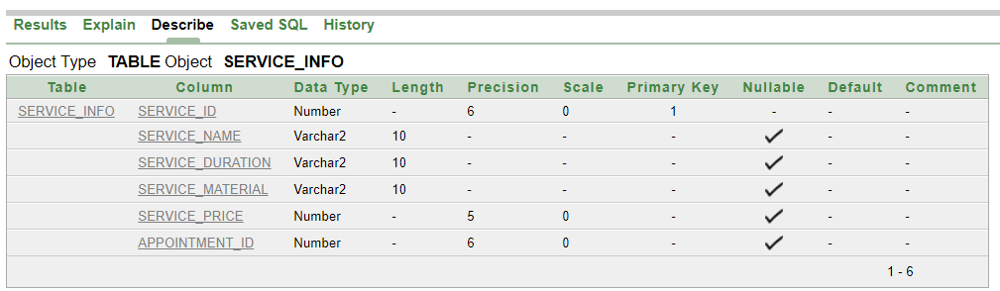 Results Explain Describe Saved SQL History
Object Type TABLE Object SERVICE_INFO
Table Column Data Type Length Precision Scale Primary Key Nullable Default Comment
SERVICE_INFO SERVICE_ID Number - 6 0 1 - - -
SERVICE_NAME Varchar2 10 - - - ✓ - -
SERVICE_DURATION Varchar2 10 - - - ✓ - -
SERVICE_MATERIAL Varchar2 10 - - - ✓ - -
SERVICE_PRICE Number - 5 0 - ✓ - -
APPOINTMENT_ID Number - 6 0 - ✓ - -
1 - 6